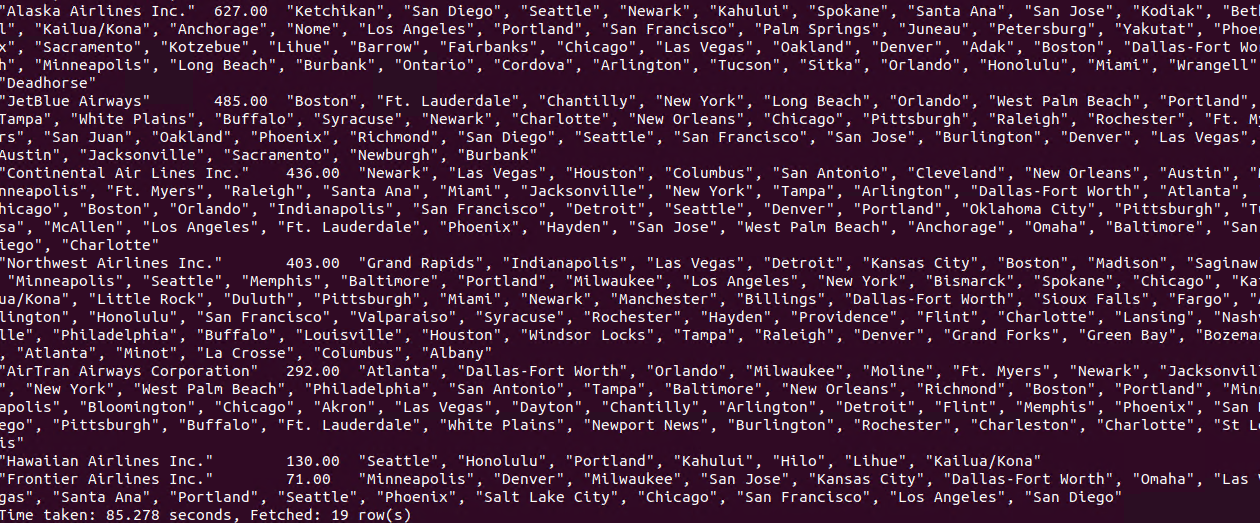 "Alaska Airlines Inc."  627.00  "Ketchikan", "San Diego", "Seattle", "Newark", "Kahului", "Spokane", "Santa Ana", "San Jose", "Kodiak", "Bet
l", "Kailua/Kona", "Anchorage", "Nome", "Los Angeles", "Portland", "San Francisco", "Palm Springs", "Juneau", "Petersburg", "Yakutat", "Phoe
x", "Sacramento", "Kotzebue", "Lihue", "Barrow", "Fairbanks", "Chicago", "Las Vegas", "Oakland", "Denver", "Adak", "Boston", "Dallas-Fort Wo
h", "Minneapolis", "Long Beach", "Burbank", "Ontario", "Cordova", "Arlington", "Tucson", "Sitka", "Orlando", "Honolulu", "Miami", "Wrangell"
"Deadhorse"
"JetBlue Airways"       485.00  "Boston", "Ft. Lauderdale", "Chantilly", "New York", "Long Beach", "Orlando", "West Palm Beach", "Portland",
Tampa", "White Plains", "Buffalo", "Syracuse", "Newark", "Charlotte", "New Orleans", "Chicago", "Pittsburgh", "Raleigh", "Rochester", "Ft. M
rs", "San Juan", "Oakland", "Phoenix", "Richmond", "San Diego", "Seattle", "San Francisco", "San Jose", "Burlington", "Denver", "Las Vegas",
Austin", "Jacksonville", "Sacramento", "Newburgh", "Burbank"
"Continental Air Lines Inc."    436.00  "Newark", "Las Vegas", "Houston", "Columbus", "San Antonio", "Cleveland", "New Orleans", "Austin", "
nneapolis", "Ft. Myers", "Raleigh", "Santa Ana", "Miami", "Jacksonville", "New York", "Tampa", "Arlington", "Dallas-Fort Worth", "Atlanta",
hicago", "Boston", "Orlando", "Indianapolis", "San Francisco", "Detroit", "Seattle", "Denver", "Portland", "Oklahoma City", "Pittsburgh", "T
sa", "McAllen", "Los Angeles", "Ft. Lauderdale", "Phoenix", "Hayden", "San Jose", "West Palm Beach", "Anchorage", "Omaha", "Baltimore", "San
iego", "Charlotte"
"Northwest Airlines Inc."       403.00  "Grand Rapids", "Indianapolis", "Las Vegas", "Detroit", "Kansas City", "Boston", "Madison", "Saginaw
"Minneapolis", "Seattle", "Memphis", "Baltimore", "Portland", "Milwaukee", "Los Angeles", "New York", "Bismarck", "Spokane", "Chicago", "Ka
ua/Kona", "Little Rock", "Duluth", "Pittsburgh", "Miami", "Newark", "Manchester", "Billings", "Dallas-Fort Worth", "Sioux Falls", "Fargo", "
lington", "Honolulu", "San Francisco", "Valparaiso", "Syracuse", "Rochester", "Hayden", "Providence", "Flint", "Charlotte", "Lansing", "Nash
lle", "Philadelphia", "Buffalo", "Louisville", "Houston", "Windsor Locks", "Tampa", "Raleigh", "Denver", "Grand Forks", "Green Bay", "Bozema
, "Atlanta", "Minot", "La Crosse", "Columbus", "Albany"
"AirTran Airways Corporation"   292.00  "Atlanta", "Dallas-Fort Worth", "Orlando", "Milwaukee", "Moline", "Ft. Myers", "Newark", "Jacksonvil
", "New York", "West Palm Beach", "Philadelphia", "San Antonio", "Tampa", "Baltimore", "New Orleans", "Richmond", "Boston", "Portland", "Min
apolis", "Bloomington", "Chicago", "Akron", "Las Vegas", "Dayton", "Chantilly", "Arlington", "Detroit", "Flint", "Memphis", "Phoenix", "San
ego", "Pittsburgh", "Buffalo", "Ft. Lauderdale", "White Plains", "Newport News", "Burlington", "Rochester", "Charleston", "Charlotte", "St L
is"
"Hawaiian Airlines Inc."        130.00  "Seattle", "Honolulu", "Portland", "Kahului", "Hilo", "Lihue", "Kailua/Kona"
"Frontier Airlines Inc."        71.00   "Minneapolis", "Denver", "Milwaukee", "San Jose", "Kansas City", "Dallas-Fort Worth", "Omaha", "Las
gas", "Santa Ana", "Portland", "Seattle", "Phoenix", "Salt Lake City", "Chicago", "San Francisco", "Los Angeles", "San Diego"
Time taken: 85.278 seconds, Fetched: 19 row(s)